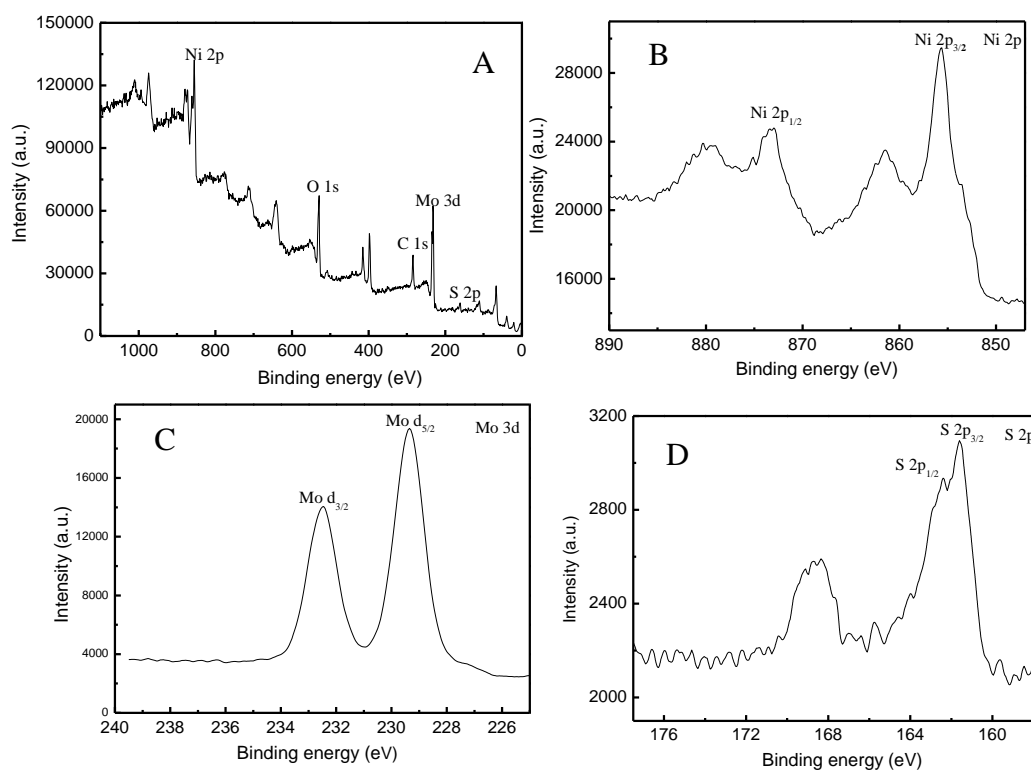 A
Ni 2p
O 1s
Mo 3d
C 1s
S 2p
150000
120000
90000
60000
30000
0
1000 800 600 400 200 0
Intensity (a.u.)
Binding energy (eV)
B
Ni 2p3/2 Ni 2p
Ni 2p1/2
28000
24000
20000
16000
890 880 870 860 850
Intensity (a.u.)
Binding energy (eV)
C
Mo d5/2 Mo 3d
Mo d3/2
20000
16000
12000
8000
4000
0
240 238 236 234 232 230 228 226
Intensity (a.u.)
Binding energy (eV)
D
S 2p3/2 S 2p
S 2p1/2
3200
2800
2400
2000
176 172 168 164 160
Intensity (a.u.)
Binding energy (eV)